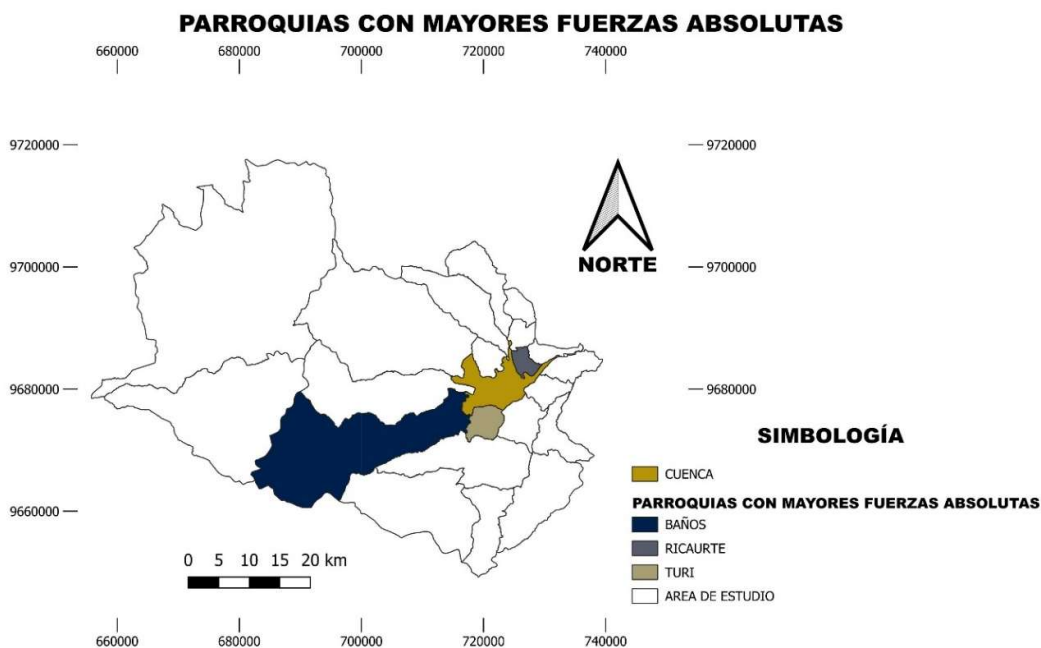 PARROQUIAS CON MAYORES FUERZAS ABSOLUTAS
660000 680000 700000 720000 740000
9720000 9720000
NORTE
9700000 9700000
9680000 9680000
SIMBOLOGÍA
CUENCA
PARROQUIAS CON MAYORES FUERZAS ABSOLUTAS
9660000
BAÑOS
RICAURTE
TURI
AREA DE ESTUDIO
0 5 10 15 20 km
660000 680000 700000 720000 740000